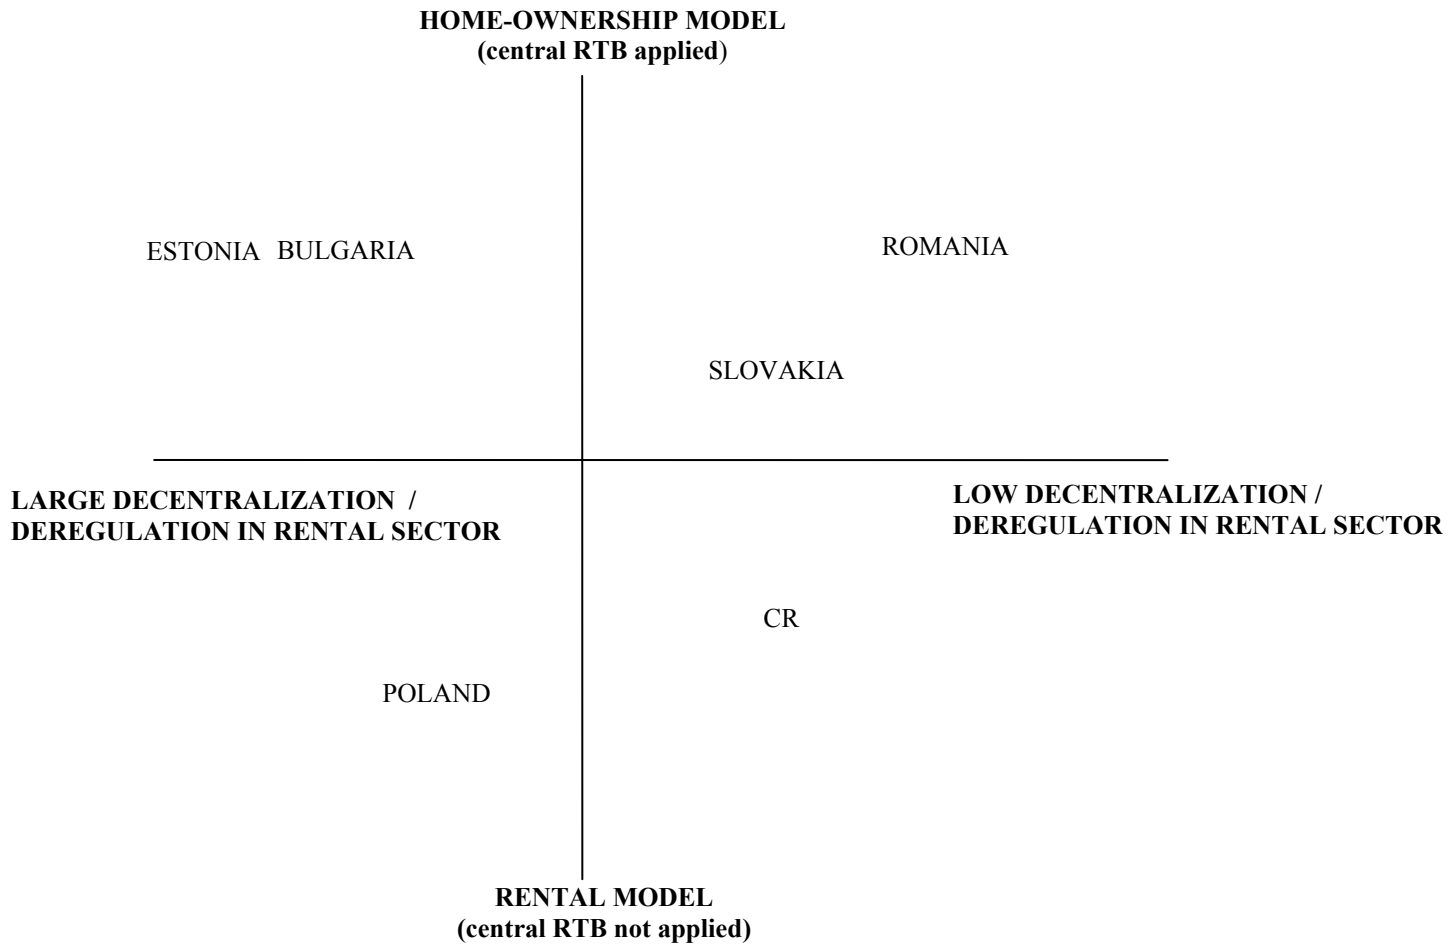 HOME-OWNERSHIP MODEL
(central RTB applied)
ESTONIA BULGARIA
ROMANIA
SLOVAKIA
LARGE DECENTRALIZATION /
DEREGULATION IN RENTAL SECTOR
LOW DECENTRALIZATION /
DEREGULATION IN RENTAL SECTOR
CR
POLAND
RENTAL MODEL
(central RTB not applied)